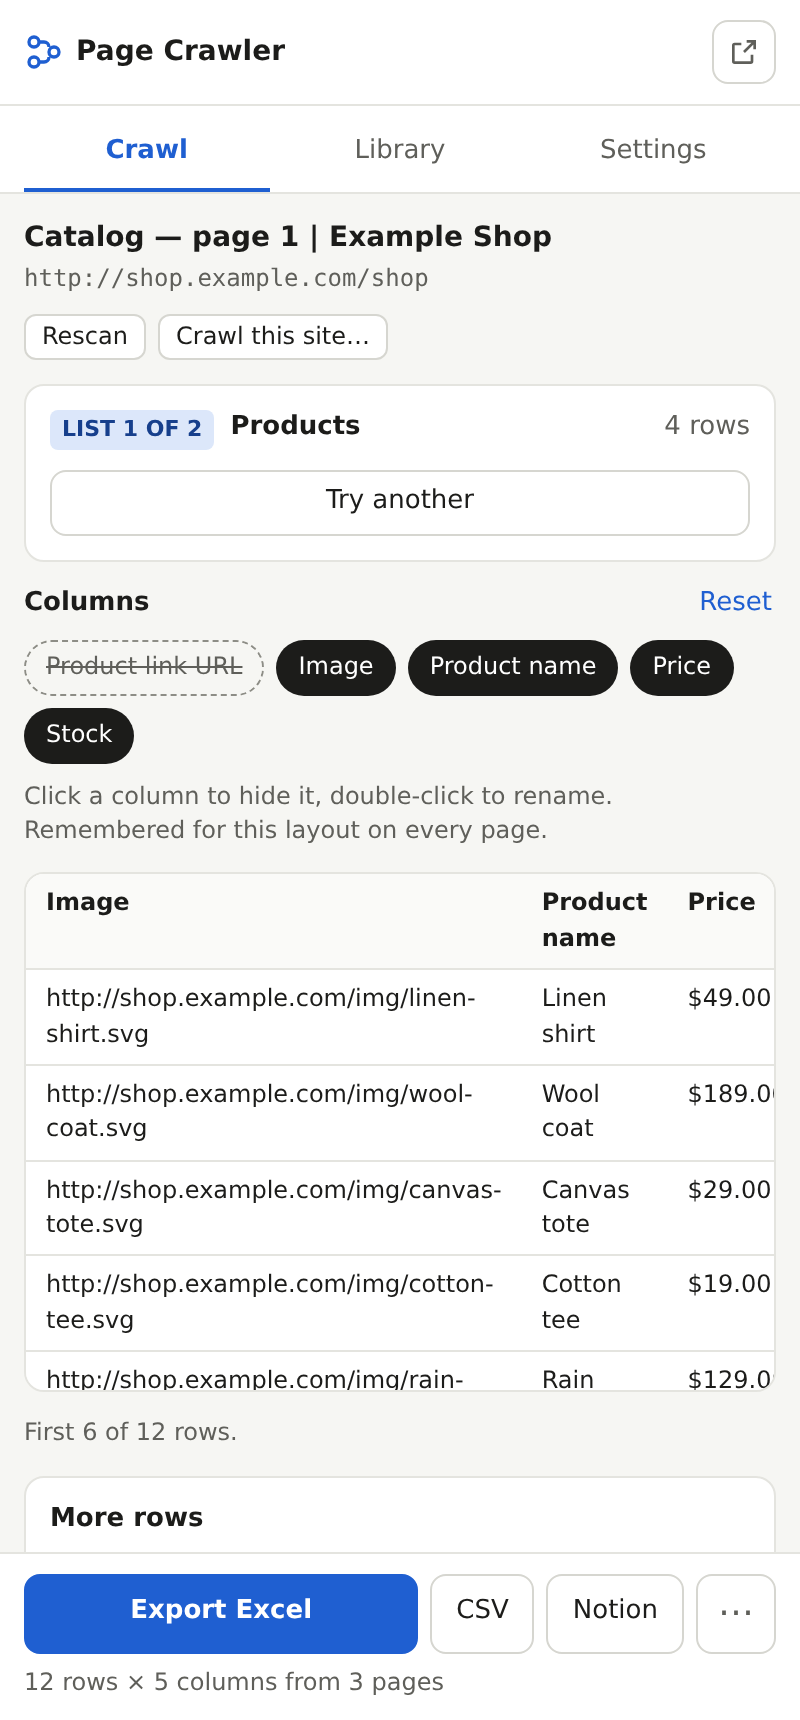 Page Crawler
Crawl
Library
Settings
Catalog — page 1 | Example Shop
http://shop.example.com/shop
Rescan
Crawl this site…
LIST 1 OF 2
Products
4 rows
Try another
Columns
Reset
Product link URL
Image
Product name
Price
Stock
Click a column to hide it, double-click to rename.
Remembered for this layout on every page.
Image
Product
name
Price
http://shop.example.com/img/linen-
shirt.svg
Linen
shirt
$49.00
http://shop.example.com/img/wool-
coat.svg
Wool
coat
$189.00
http://shop.example.com/img/canvas-
tote.svg
Canvas
tote
$29.00
http://shop.example.com/img/cotton-
tee.svg
Cotton
tee
$19.00
http://shop.example.com/img/rain-
Rain
$129.0
First 6 of 12 rows.
More rows
Export Excel
CSV
Notion
⋯
12 rows × 5 columns from 3 pages